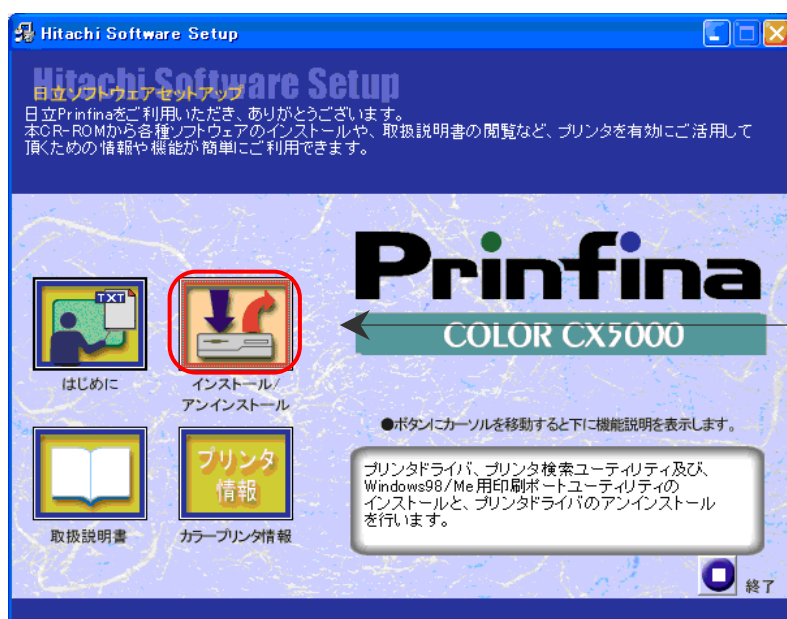 Hitachi Software Setup
Hitachi Software Setup
日立ソフトウェアセットアップ
日立Prinfinaをご利用いただき、ありがとうございます。
本CR-ROMから各種ソフトウェアのインストールや、取扱説明書の閲覧など、プリンタを有効にご活用して
頂くための情報や機能が簡単にご利用できます。
Prinfina
COLOR CX5000
TXT
はじめに
インストール/
アンインストール
●ボタンにカーソルを移動すると下に機能説明を表示します。
プリンタ
情報
取扱説明書
カラープリンタ情報
プリンタドライバ、プリンタ検索ユーティリティ及び、
Windows98/Me用印刷ポートユーティリティの
インストールと、プリンタドライバのアンインストール
を行います。
終了